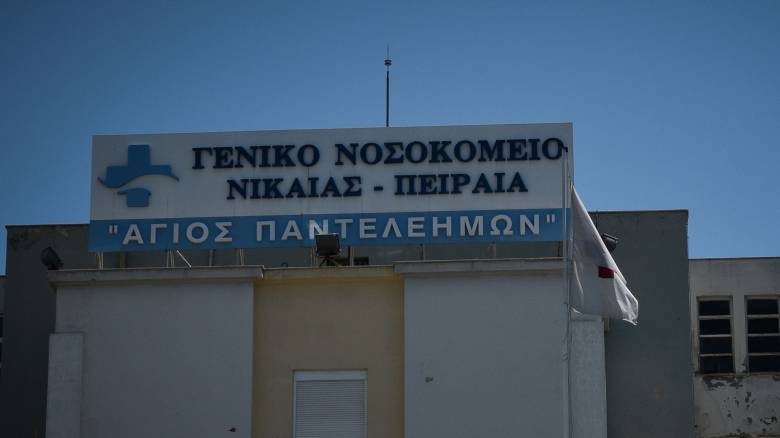 ΓΕΝΙΚΟ ΝΟΣΟΚΟΜΕΙΟ
ΝΙΚΑΙΑΣ - ΠΕΙΡΑΙΑ
"ΑΓΙΟΣ ΠΑΝΤΕΛΕΗΜΩΝ"